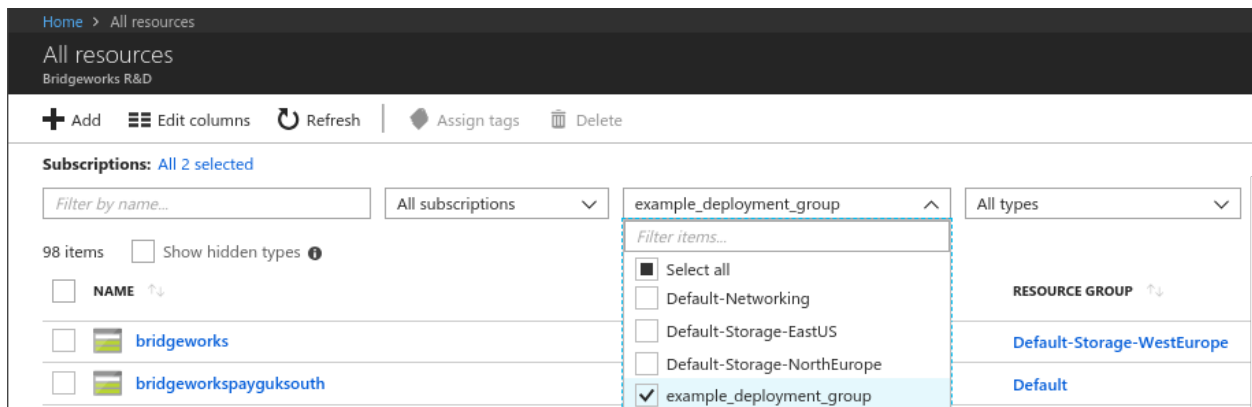 Home > All resources
All resources
Bridgeworks R&D
Add Edit columns Refresh Assign tags Delete
Subscriptions: All 2 selected
Filter by name... All subscriptions example_deployment_group All types
Filter items...
98 items Show hidden types
Select all
NAME Default-Networking RESOURCE GROUP
Default-Storage-EastUS
bridgeworks Default-Storage-WestEurope
Default-Storage-NorthEurope
bridgeworkspayguksouth Default
example_deployment_group